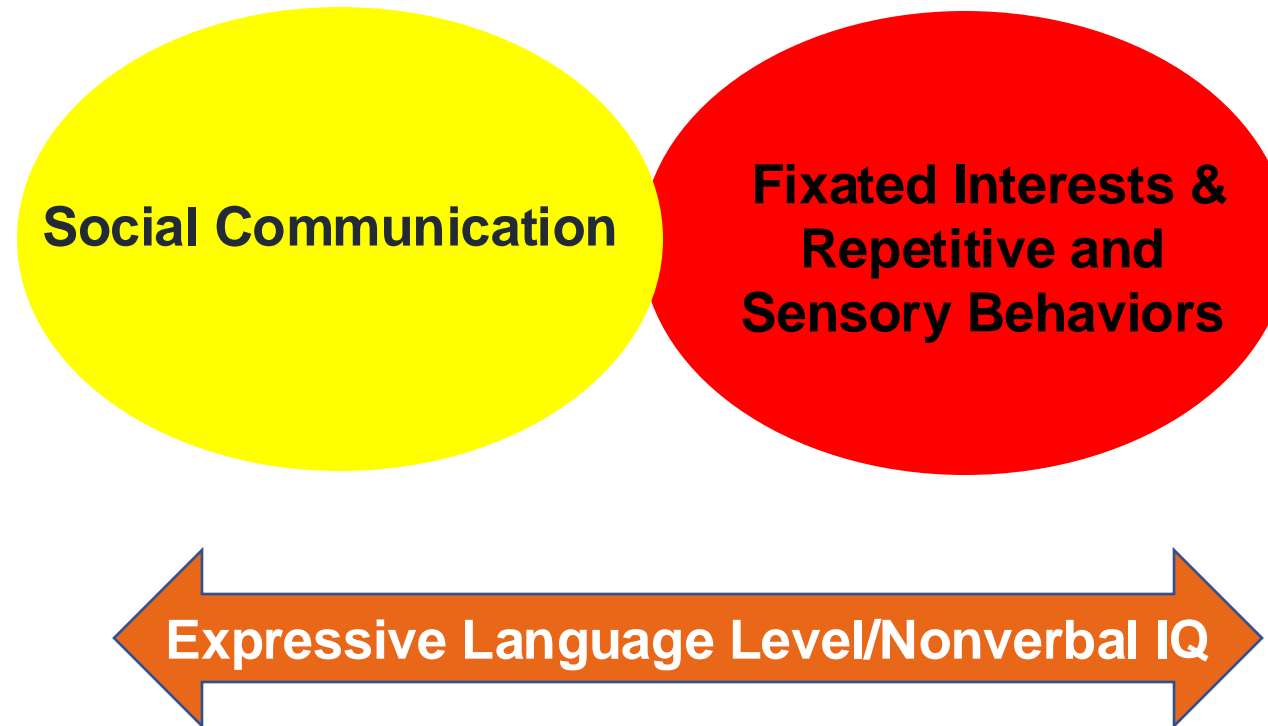 Social Communication
Fixated Interests &
Repetitive and
Sensory Behaviors
Expressive Language Level/Nonverbal IQ